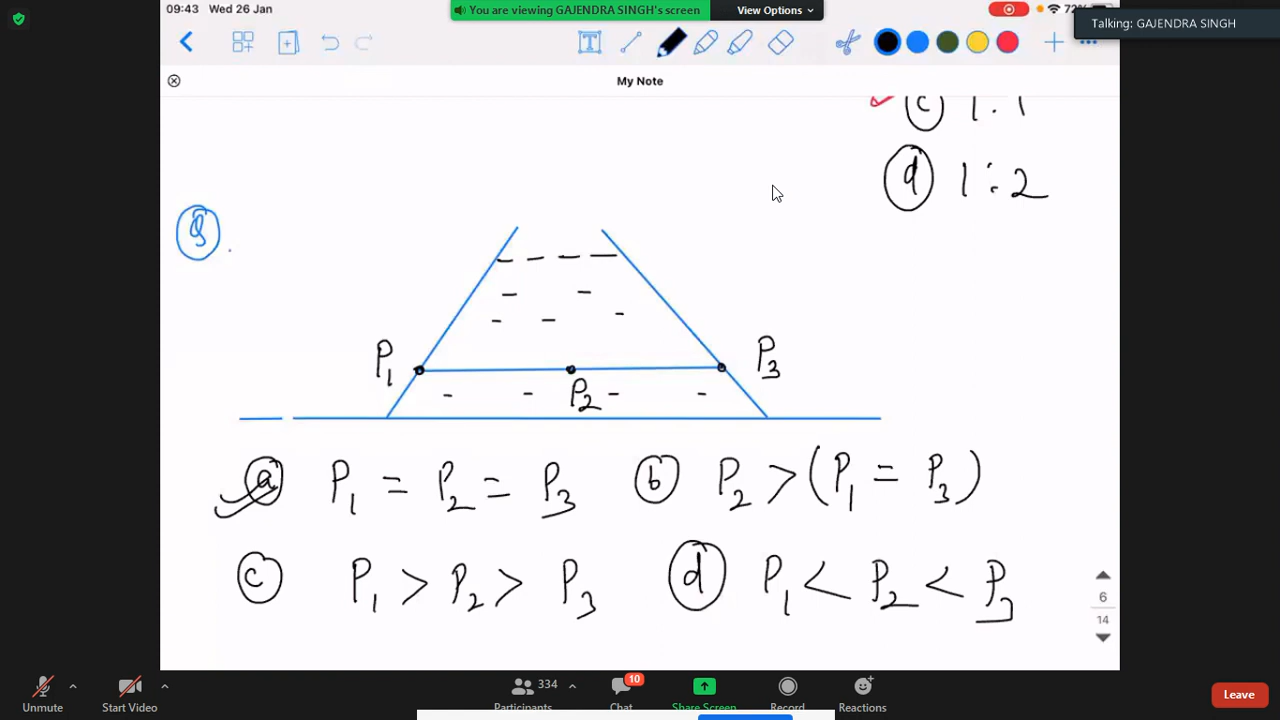 09:43 Wed 26 Jan
You are viewing GAJENDRA SINGH's screen
View Options
72%
Talking: GAJENDRA SINGH
My Note
(c) 1:1
(d) 1:2
P1
P2
P3
(a) P1 = P2 = P3
(b) P2 > (P1 = P3)
(c) P1 > P2 > P3
(d) P1 < P2 < P3
6
14
Unmute
Start Video
334
Participants
10
Chat
Share Screen
Record
Reactions
Leave